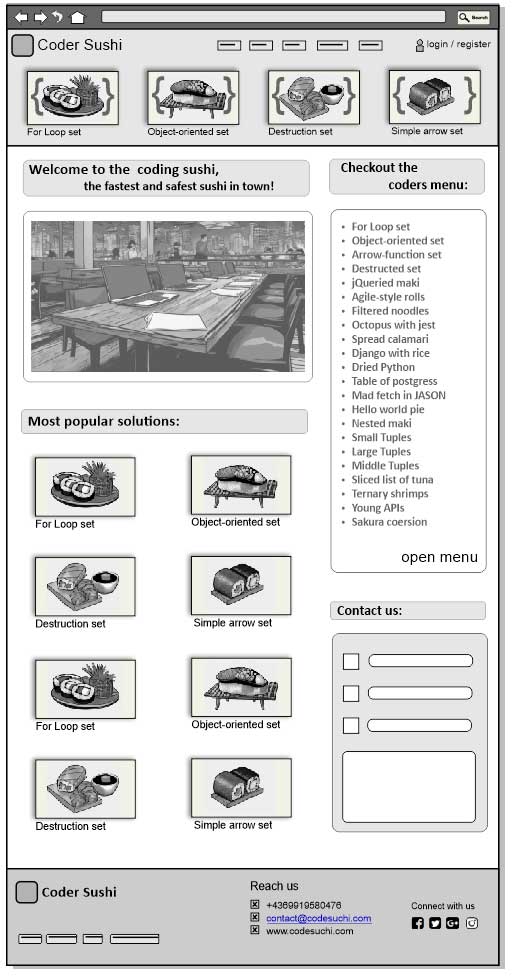 Search
Coder Sushi
login / register
For Loop set
Object-oriented set
Destruction set
Simple arrow set
Welcome to the coding sushi,
the fastest and safest sushi in town!
Checkout the
coders menu:
• For Loop set
• Object-oriented set
• Arrow-function set
• Destructed set
• jQueried maki
• Agile-style rolls
• Filtered noodles
• Octopus with jest
• Spread calamari
• Django with rice
• Dried Python
• Table of postgress
• Mad fetch in JASON
• Hello world pie
• Nested maki
• Small Tuples
• Large Tuples
• Middle Tuples
• Sliced list of tuna
• Ternary shrimps
• Young APIs
• Sakura coersion
open menu
Most popular solutions:
For Loop set
Object-oriented set
Destruction set
Simple arrow set
For Loop set
Object-oriented set
Destruction set
Simple arrow set
Contact us:
Coder Sushi
Reach us
+4369919580476
contact@codesuchi.com
www.codesuchi.com
Connect with us